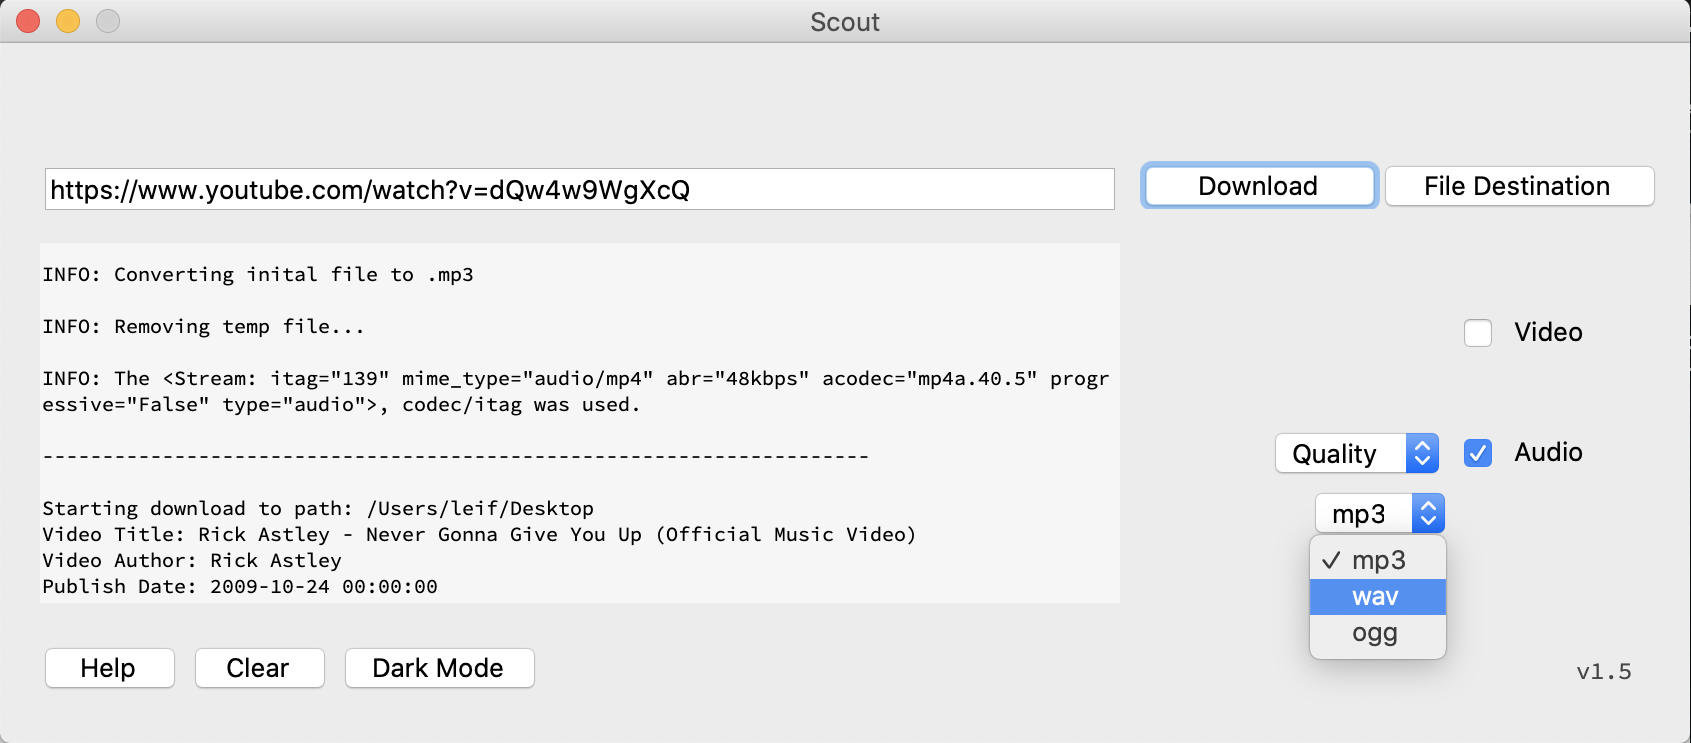 Scout
https://www.youtube.com/watch?v=dQw4w9WgXcQ
Download
File Destination
INFO: Converting inital file to .mp3
INFO: Removing temp file...
INFO: The <Stream: itag="139" mime_type="audio/mp4" abr="48kbps" acodec="mp4a.40.5" progr
essive="False" type="audio">, codec/itag was used.
---------------------------------------------------------------------
Starting download to path: /Users/leif/Desktop
Video Title: Rick Astley - Never Gonna Give You Up (Official Music Video)
Video Author: Rick Astley
Publish Date: 2009-10-24 00:00:00
Video
Quality
Audio
mp3
✓ mp3
wav
ogg
Help
Clear
Dark Mode
v1.5